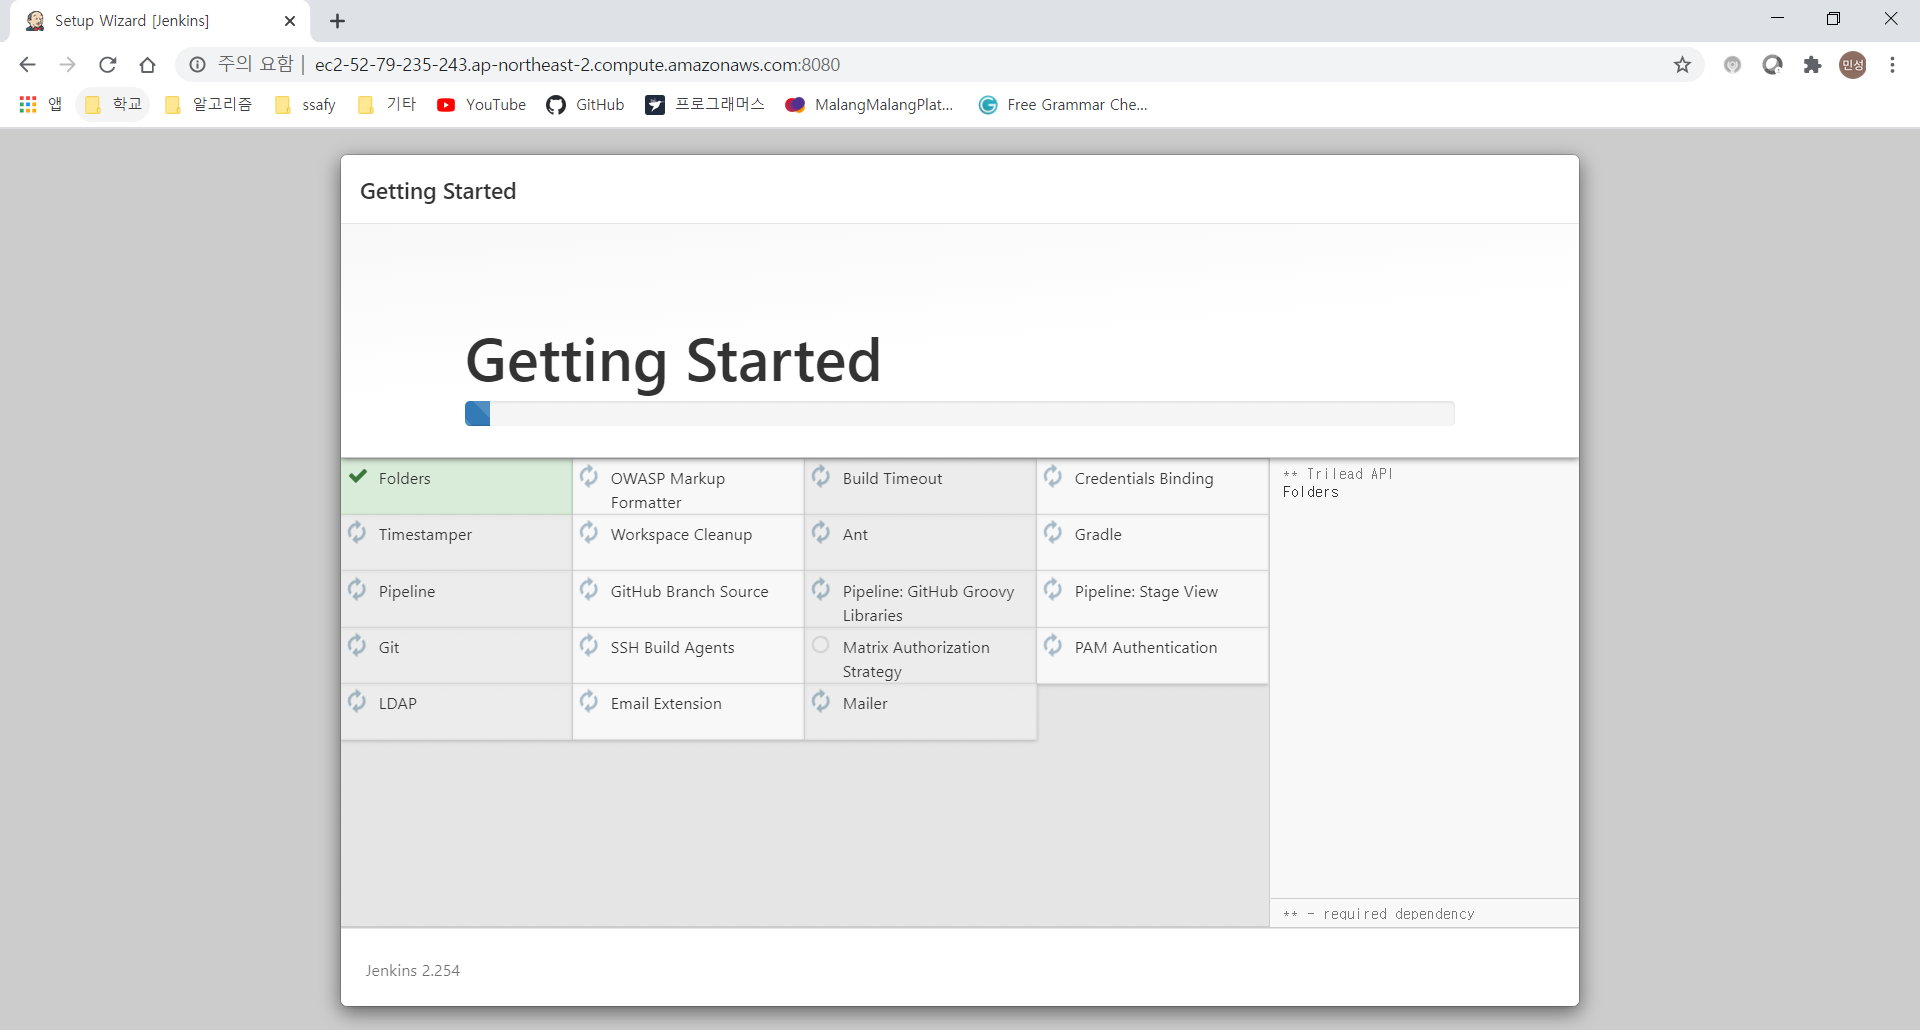 Setup Wizard [Jenkins]
주의 요함 | ec2-52-79-235-243.ap-northeast-2.compute.amazonaws.com:8080
민성
앱 학교 알고리즘 ssafy 기타 YouTube GitHub 프로그래머스 MalangMalangPlat... Free Grammar Che...
Getting Started
Getting Started
Folders
OWASP Markup Formatter
Build Timeout
Credentials Binding
Timestamper
Workspace Cleanup
Ant
Gradle
Pipeline
GitHub Branch Source
Pipeline: GitHub Groovy Libraries
Pipeline: Stage View
Git
SSH Build Agents
Matrix Authorization Strategy
PAM Authentication
LDAP
Email Extension
Mailer
** Trilead API
Folders
** - required dependency
Jenkins 2.254